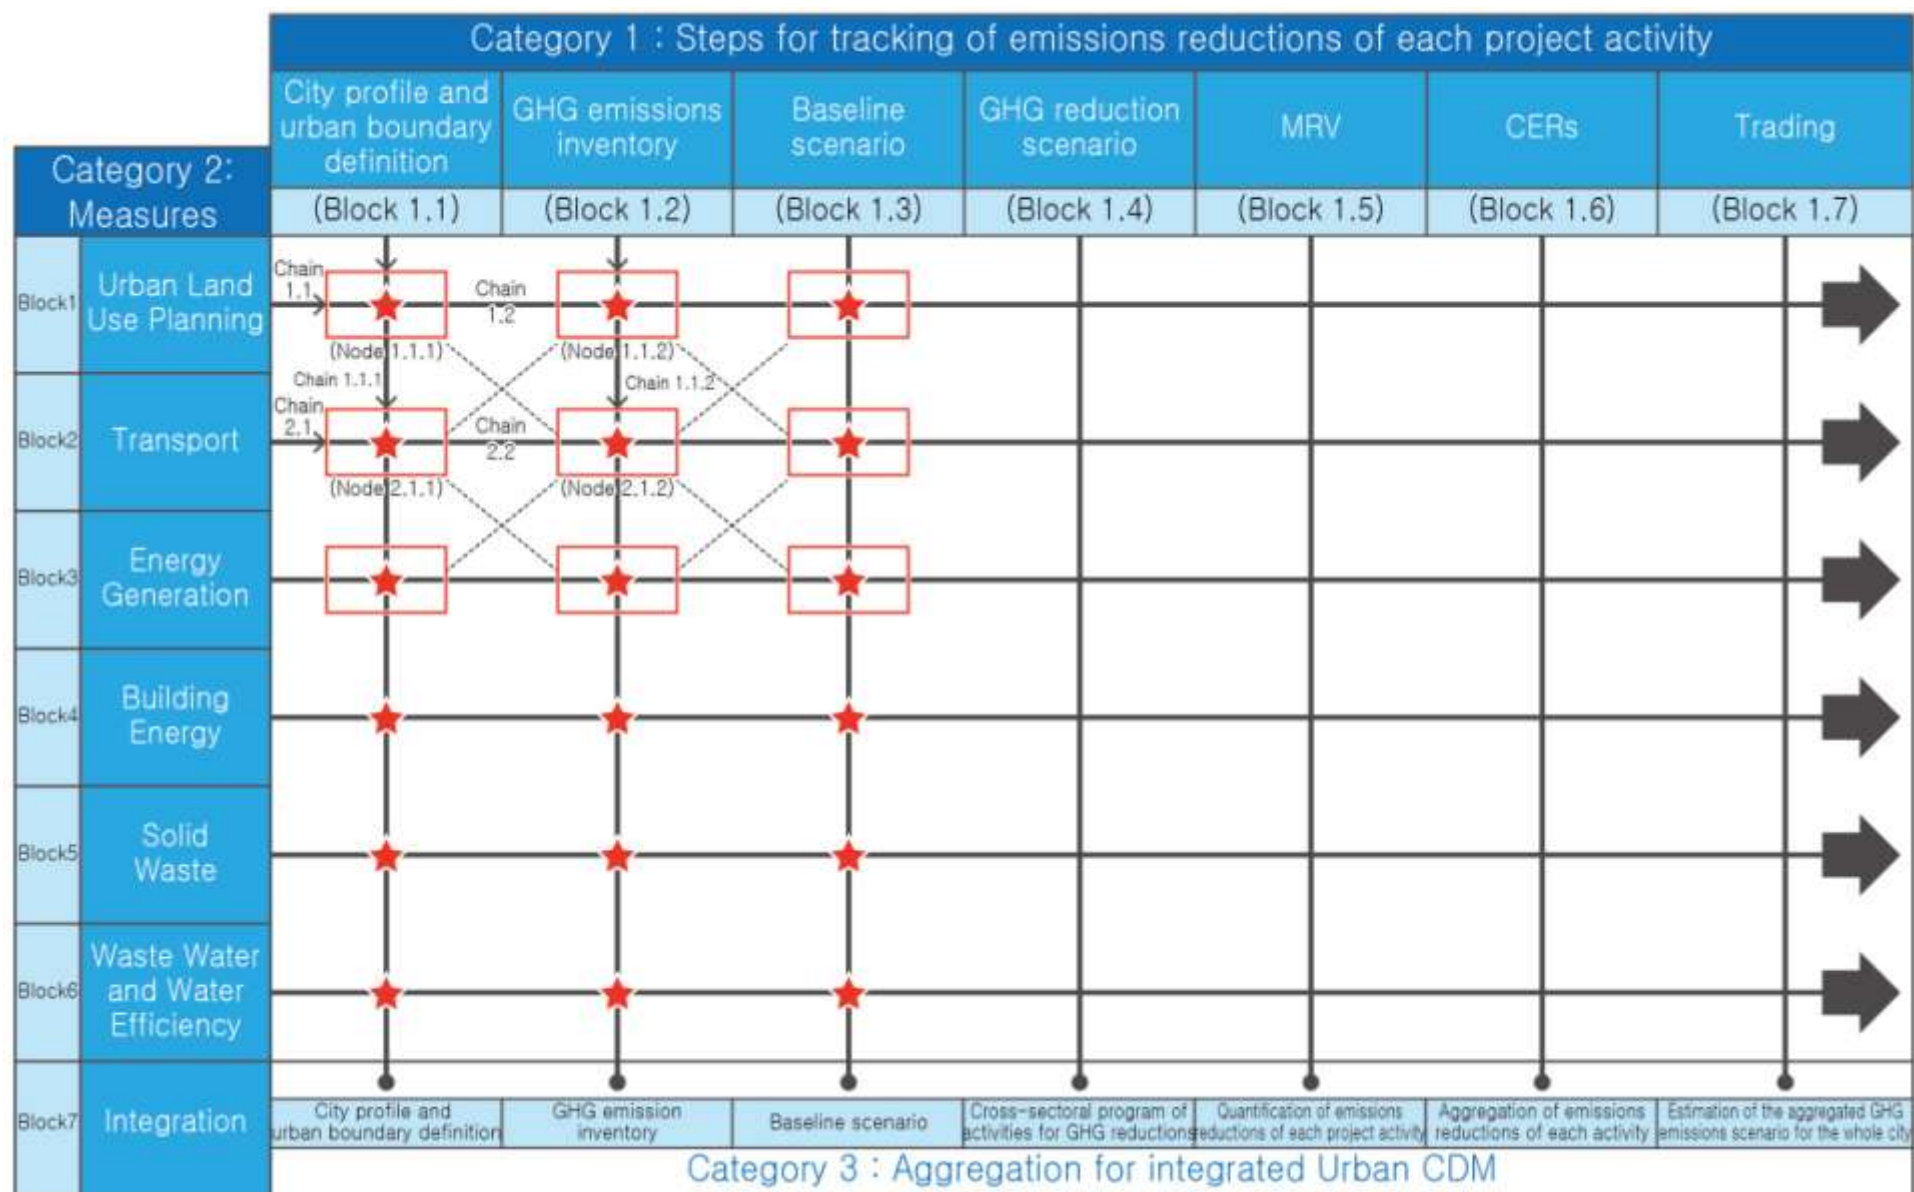 Category 1 : Steps for tracking of emissions reductions of each project activity
City profile and
urban boundary
definition
GHG emissions
inventory
Baseline
scenario
GHG reduction
scenario
MRV
CERs
Trading
Category 2:
Measures
(Block 1.1)
(Block 1.2)
(Block 1.3)
(Block 1.4)
(Block 1.5)
(Block 1.6)
(Block 1.7)
Block1
Urban Land
Use Planning
Chain
1.1
Chain
1.2
(Node 1.1.1)
(Node 1.1.2)
Chain 1.1.1
Chain 1.1.2
Block2
Transport
Chain
2.1
Chain
2.2
(Node 2.1.1)
(Node 2.1.2)
Block3
Energy
Generation
Block4
Building
Energy
Block5
Solid
Waste
Block6
Waste Water
and Water
Efficiency
Block7
Integration
City profile and
urban boundary definition
GHG emission
inventory
Baseline scenario
Cross-sectoral program of
activities for GHG reductions
Quantification of emissions
reductions of each project activity
Aggregation of emissions
reductions of each activity
Estimation of the aggregated GHG
emissions scenario for the whole city
Category 3 : Aggregation for integrated Urban CDM